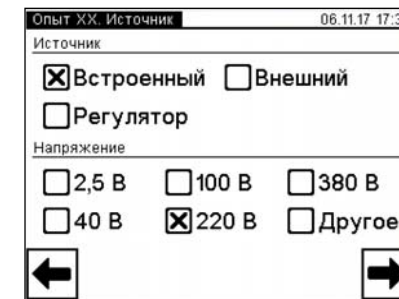 Опыт XX. Источник 06.11.17 17:3
Источник
Встроенный Внешний
Регулятор
Напряжение
2,5 В 100 В 380 В
40 В 220 В Другое